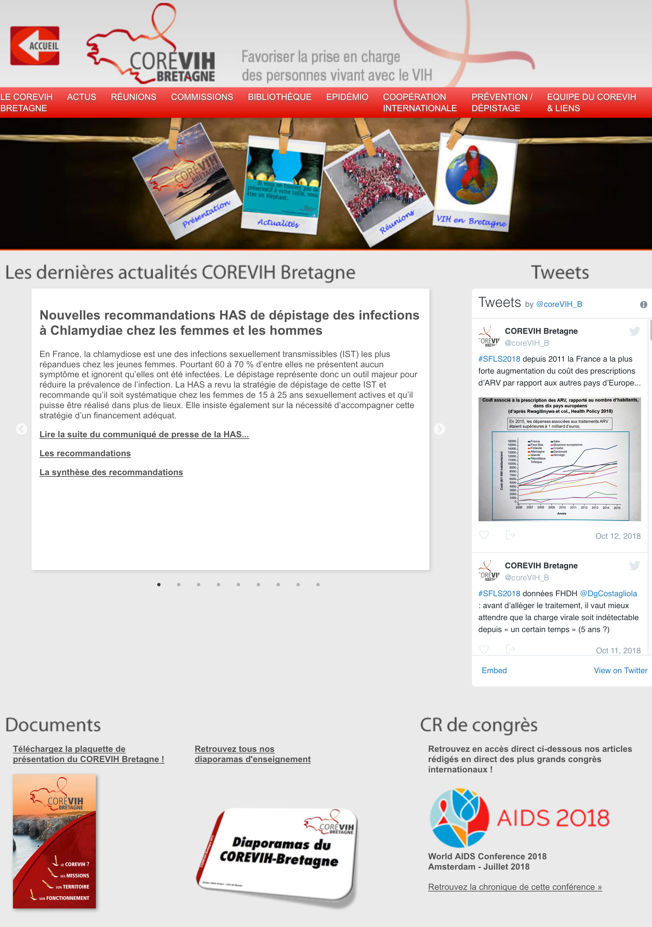 ACCUEIL
COREVIH
BRETAGNE
Favoriser la prise en charge
des personnes vivant avec le VIH
LE COREVIH BRETAGNE
ACTUS
RÉUNIONS
COMMISSIONS
BIBLIOTHÈQUE
EPIDÉMIO
COOPÉRATION INTERNATIONALE
PRÉVENTION / DÉPISTAGE
EQUIPE DU COREVIH & LIENS
COREVIH
Présentation
Actualités
Réunions
VIH en Bretagne
Les dernières actualités COREVIH Bretagne
Nouvelles recommandations HAS de dépistage des infections
à Chlamydiae chez les femmes et les hommes
En France, la chlamydiose est une des infections sexuellement transmissibles (IST) les plus
répandues chez les jeunes femmes. Pourtant 60 à 70 % d'entre elles ne présentent aucun
symptôme et ignorent qu'elles ont été infectées. Le dépistage représente donc un outil majeur pour
réduire la prévalence de l'infection. La HAS a revu la stratégie de dépistage de cette IST et
recommande qu'il soit systématique chez les femmes de 15 à 25 ans sexuellement actives et qu'il
puisse être réalisé dans plus de lieux. Elle insiste également sur la nécessité d'accompagner cette
stratégie d'un financement adéquat.
Lire la suite du communiqué de presse de la HAS...
Les recommandations
La synthèse des recommandations
Tweets
Tweets by @coreVIH_B
COREVIH Bretagne
@coreVIH_B
#SFLS2018 depuis 2011 la France a la plus
forte augmentation du coût des prescriptions
d'ARV par rapport aux autres pays d'Europe...
Coût associé à la prescription des ARV, rapporté au nombre d'habitants,
dans dix pays européens
(d'après Rwagitinywa et col., Health Policy 2018)
En 2015, les dépenses associées aux traitements ARV
étaient supérieures à 1 milliard d'euros.
Oct 12, 2018
COREVIH Bretagne
@coreVIH_B
#SFLS2018 données FHDH @DgCostagliola
: avant d'alléger le traitement, il vaut mieux
attendre que la charge virale soit indétectable
depuis « un certain temps » (5 ans ?)
Oct 11, 2018
Embed
View on Twitter
Documents
Téléchargez la plaquette de
présentation du COREVIH Bretagne !
COREVIH
BRETAGNE
LE COREVIH ?
SES MISSIONS
SON TERRITOIRE
SON FONCTIONNEMENT
Retrouvez tous nos
diaporamas d'enseignement
COREVIH
BRETAGNE
Diaporamas du
COREVIH-Bretagne
CR de congrès
Retrouvez en accès direct ci-dessous nos articles
rédigés en direct des plus grands congrès
internationaux !
AIDS 2018
World AIDS Conference 2018
Amsterdam - Juillet 2018
Retrouvez la chronique de cette conférence »